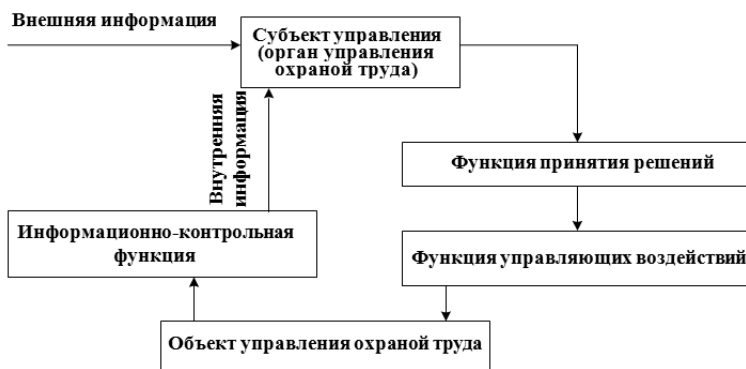 Внешняя информация
Субъект управления
(орган управления
охраной труда)
Внутренняя
информация
Функция принятия решений
Информационно-контрольная
функция
Функция управляющих воздействий
Объект управления охраной труда